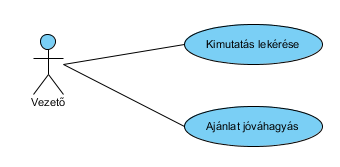 Kimutatás lekérése
Vezető
Ajánlat jóváhagyás